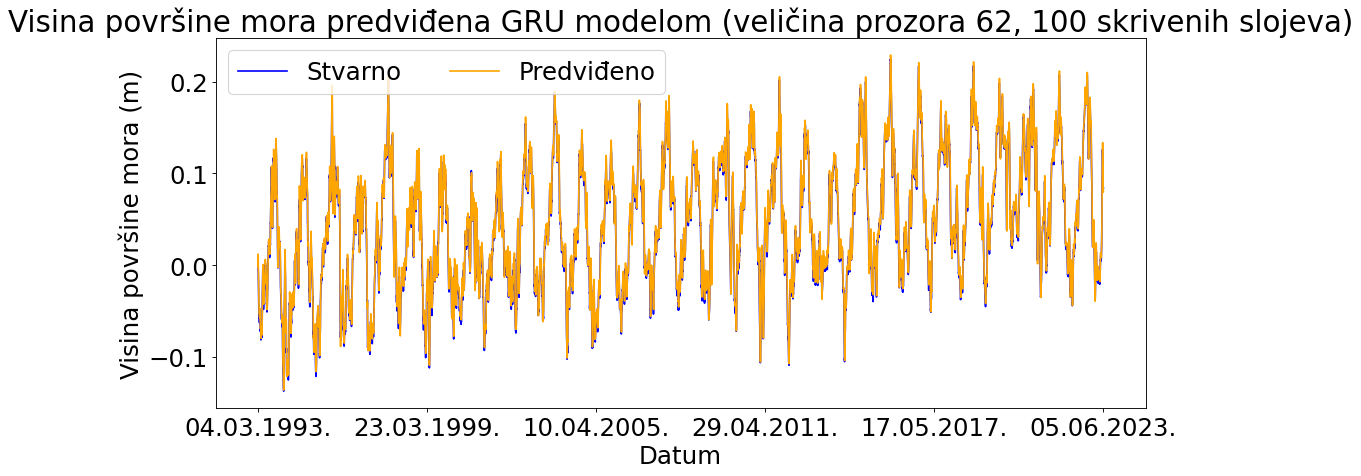 Visina površine mora predviđena GRU modelom (veličina prozora 62, 100 skrivenih slojeva)
Stvarno
Predviđeno
Visina površine mora (m)
0.2
0.1
0.0
−0.1
04.03.1993.
23.03.1999.
10.04.2005.
29.04.2011.
17.05.2017.
05.06.2023.
Datum